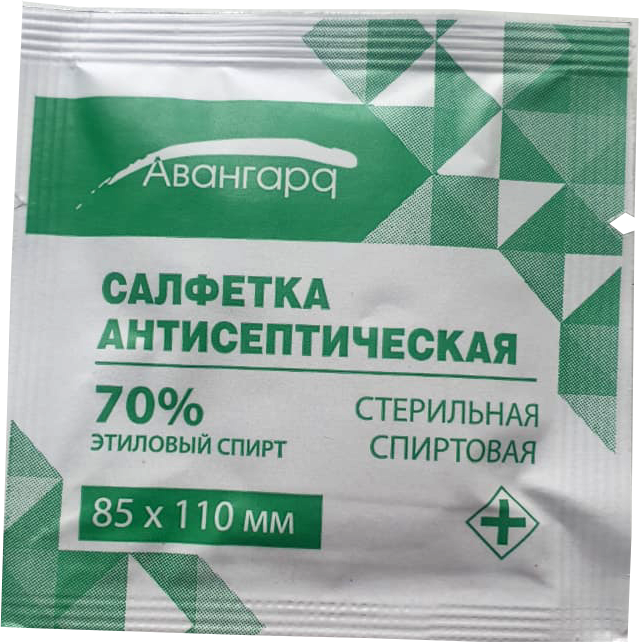 Авангард
САЛФЕТКА
АНТИСЕПТИЧЕСКАЯ
70%
ЭТИЛОВЫЙ СПИРТ
СТЕРИЛЬНАЯ
СПИРТОВАЯ
85 х 110 мм